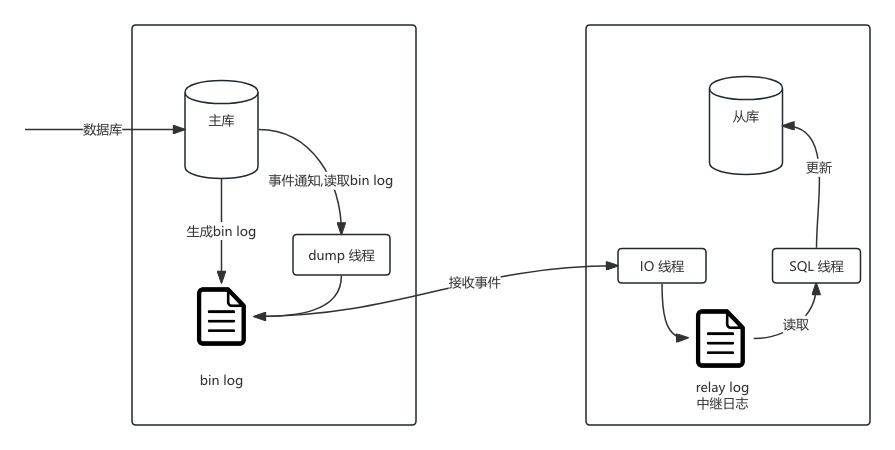 数据库
主库
事件通知,读取bin log
生成bin log
dump 线程
bin log
接收事件
从库
更新
IO 线程
SQL 线程
读取
relay log
中继日志